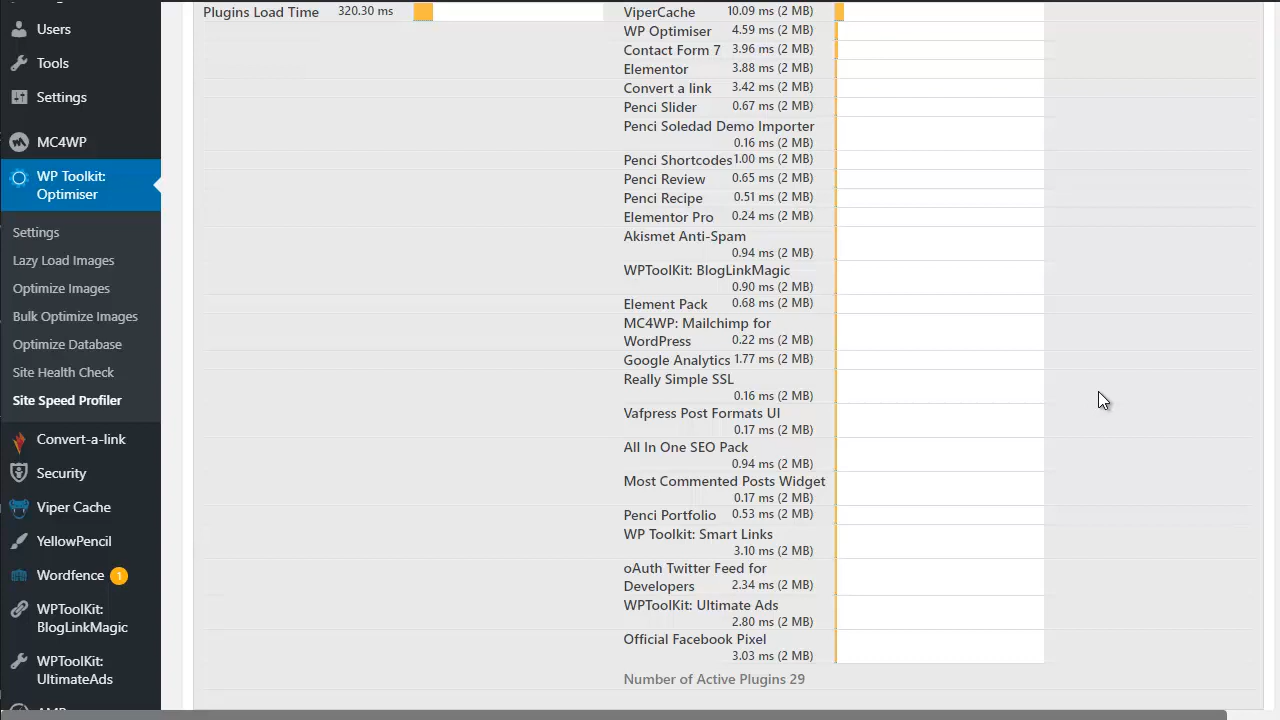 Users
Tools
Settings
MC4WP
WP Toolkit:
Optimiser
Settings
Lazy Load Images
Optimize Images
Bulk Optimize Images
Optimize Database
Site Health Check
Site Speed Profiler
Convert-a-link
Security
Viper Cache
YellowPencil
Wordfence 1
WPToolKit:
BlogLinkMagic
WPToolKit:
UltimateAds
Plugins Load Time 320.30 ms
ViperCache 10.09 ms (2 MB)
WP Optimiser 4.59 ms (2 MB)
Contact Form 7 3.96 ms (2 MB)
Elementor 3.88 ms (2 MB)
Convert a link 3.42 ms (2 MB)
Penci Slider 0.67 ms (2 MB)
Penci Soledad Demo Importer
0.16 ms (2 MB)
Penci Shortcodes 1.00 ms (2 MB)
Penci Review 0.65 ms (2 MB)
Penci Recipe 0.51 ms (2 MB)
Elementor Pro 0.24 ms (2 MB)
Akismet Anti-Spam
0.94 ms (2 MB)
WPToolKit: BlogLinkMagic
0.90 ms (2 MB)
Element Pack 0.68 ms (2 MB)
MC4WP: Mailchimp for
WordPress 0.22 ms (2 MB)
Google Analytics 1.77 ms (2 MB)
Really Simple SSL
0.16 ms (2 MB)
Vafpress Post Formats UI
0.17 ms (2 MB)
All In One SEO Pack
0.94 ms (2 MB)
Most Commented Posts Widget
0.17 ms (2 MB)
Penci Portfolio 0.53 ms (2 MB)
WP Toolkit: Smart Links
3.10 ms (2 MB)
oAuth Twitter Feed for
Developers 2.34 ms (2 MB)
WPToolKit: Ultimate Ads
2.80 ms (2 MB)
Official Facebook Pixel
3.03 ms (2 MB)
Number of Active Plugins 29